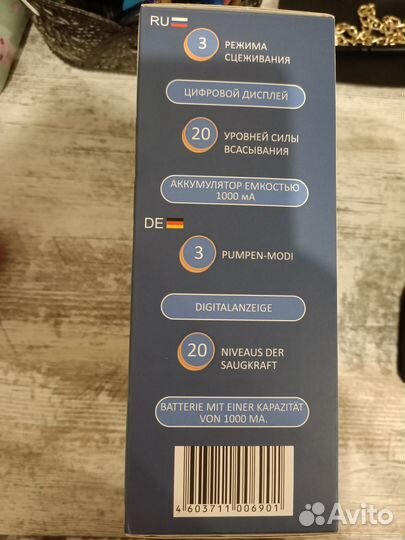 RU
3
РЕЖИМА
СЦЕЖИВАНИЯ
ЦИФРОВОЙ ДИСПЛЕЙ
20
УРОВНЕЙ СИЛЫ
ВСАСЫВАНИЯ
АККУМУЛЯТОР ЕМКОСТЬЮ
1000 мА
DE
3
PUMPEN-MODI
DIGITALANZEIGE
20
NIVEAUS DER
SAUGKRAFT
BATTERIE MIT EINER KAPAZITÄT
VON 1000 MA.
4 603711 006901
Avito